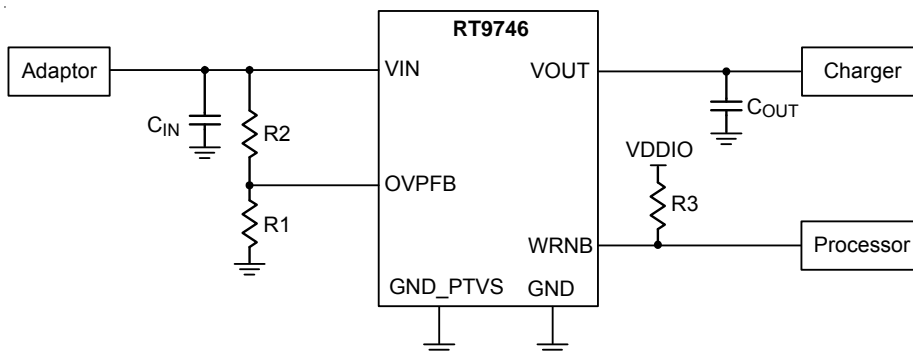 RT9746
Adaptor
VIN
VOUT
Charger
CIN
R2
COUT
VDDIO
OVPFB
R3
R1
WRNB
Processor
GND_PTVS
GND